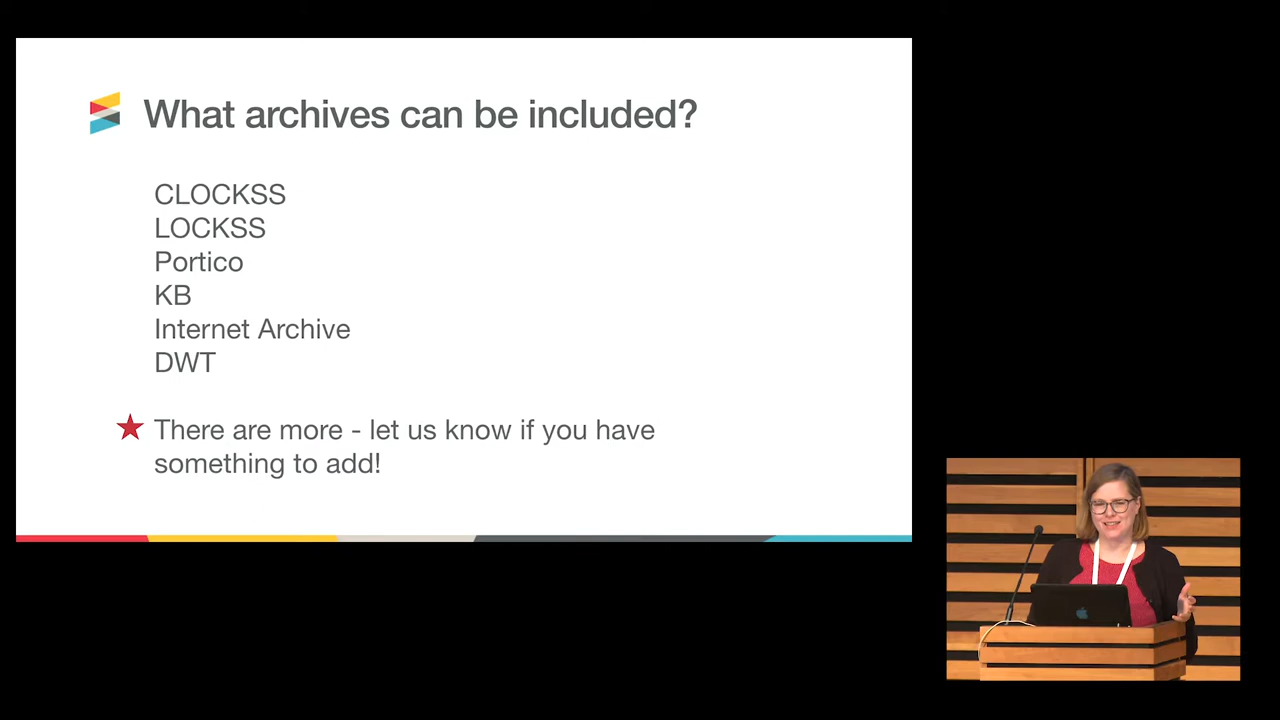 What archives can be included?
CLOCKSS
LOCKSS
Portico
KB
Internet Archive
DWT
There are more - let us know if you have
something to add!